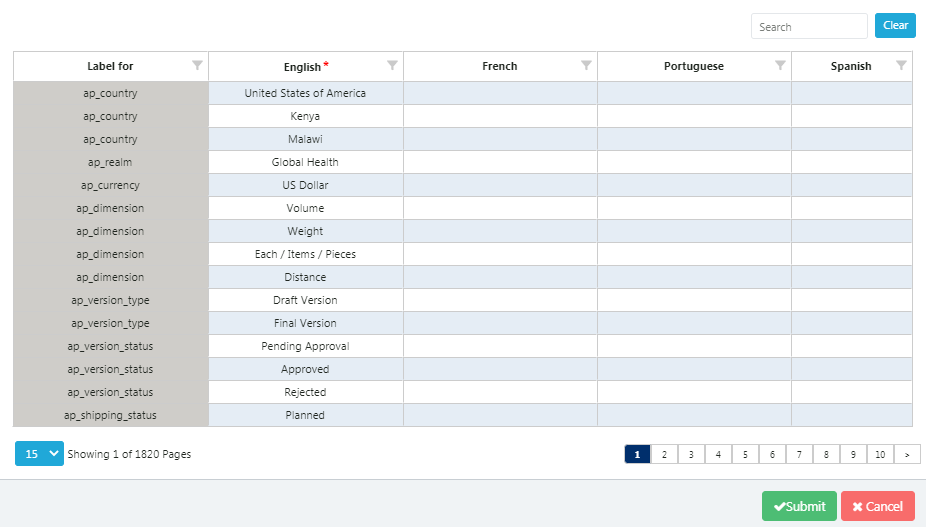 Search Clear
Label for English* French Portuguese Spanish
ap_country United States of America
ap_country Kenya
ap_country Malawi
ap_realm Global Health
ap_currency US Dollar
ap_dimension Volume
ap_dimension Weight
ap_dimension Each / Items / Pieces
ap_dimension Distance
ap_version_type Draft Version
ap_version_type Final Version
ap_version_status Pending Approval
ap_version_status Approved
ap_version_status Rejected
ap_shipping_status Planned
15 Showing 1 of 1820 Pages 1 2 3 4 5 6 7 8 9 10 >
Submit Cancel